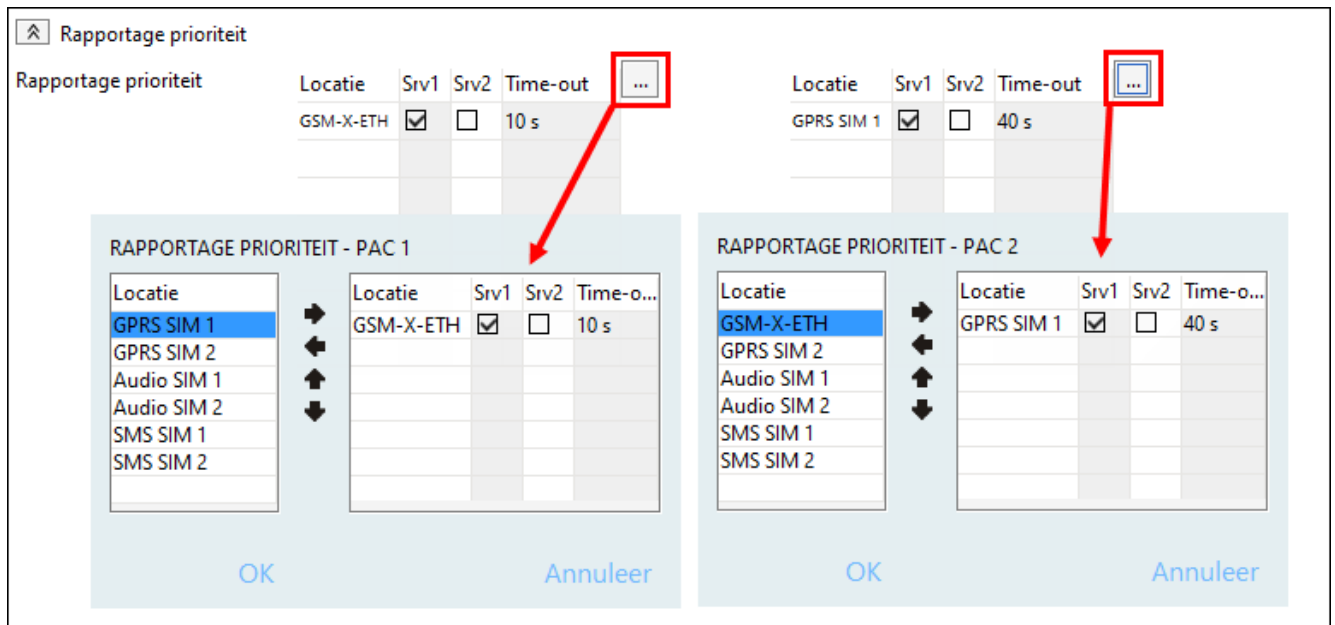 Rapportage prioriteit
Rapportage prioriteit
Locatie Srv1 Srv2 Time-out ...
GSM-X-ETH 10 s
Locatie Srv1 Srv2 Time-out ...
GPRS SIM 1 40 s
RAPPORTAGE PRIORITEIT - PAC 1
Locatie
GPRS SIM 1
GPRS SIM 2
Audio SIM 1
Audio SIM 2
SMS SIM 1
SMS SIM 2
Locatie Srv1 Srv2 Time-o...
GSM-X-ETH 10 s
OK Annuleer
RAPPORTAGE PRIORITEIT - PAC 2
Locatie
GSM-X-ETH
GPRS SIM 2
Audio SIM 1
Audio SIM 2
SMS SIM 1
SMS SIM 2
Locatie Srv1 Srv2 Time-o...
GPRS SIM 1 40 s
OK Annuleer